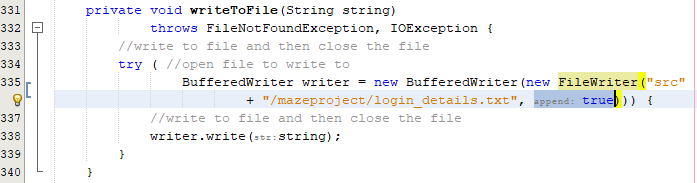 331 private void writeToFile(String string)
332 throws FileNotFoundException, IOException {
333 //write to file and then close the file
334 try ( //open file to write to
335 BufferedWriter writer = new BufferedWriter(new FileWriter("src"
+ "/mazeproject/login_details.txt", append: true))) {
337 //write to file and then close the file
338 writer.write(str:string);
339 }
340 }